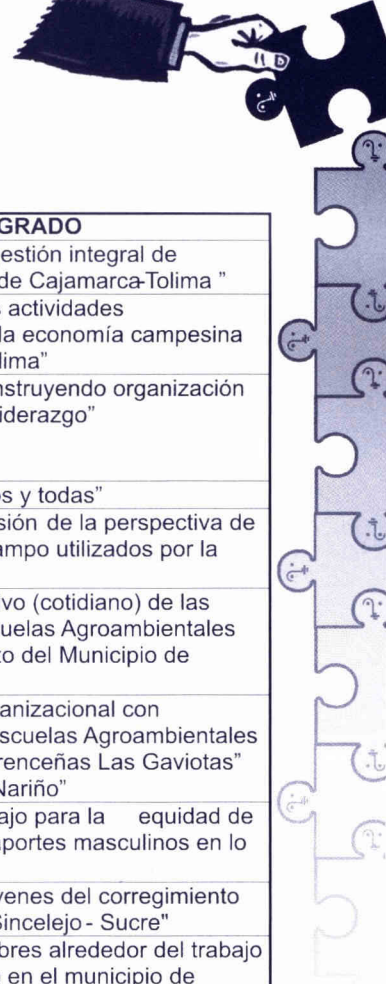 GRADO
estión integral de
de Cajamarca-Tolima "
s actividades
la economía campesina
lima"
nstruyendo organización
iderazgo"
os y todas"
sión de la perspectiva de
ampo utilizados por la
vo (cotidiano) de las
uelas Agroambientales
to del Municipio de
anizacional con
scuelas Agroambientales
renceñas Las Gaviotas"
Nariño"
ajo para la equidad de
portes masculinos en lo
venes del corregimiento
Sincelejo - Sucre"
bres alrededor del trabajo
en el municipio de